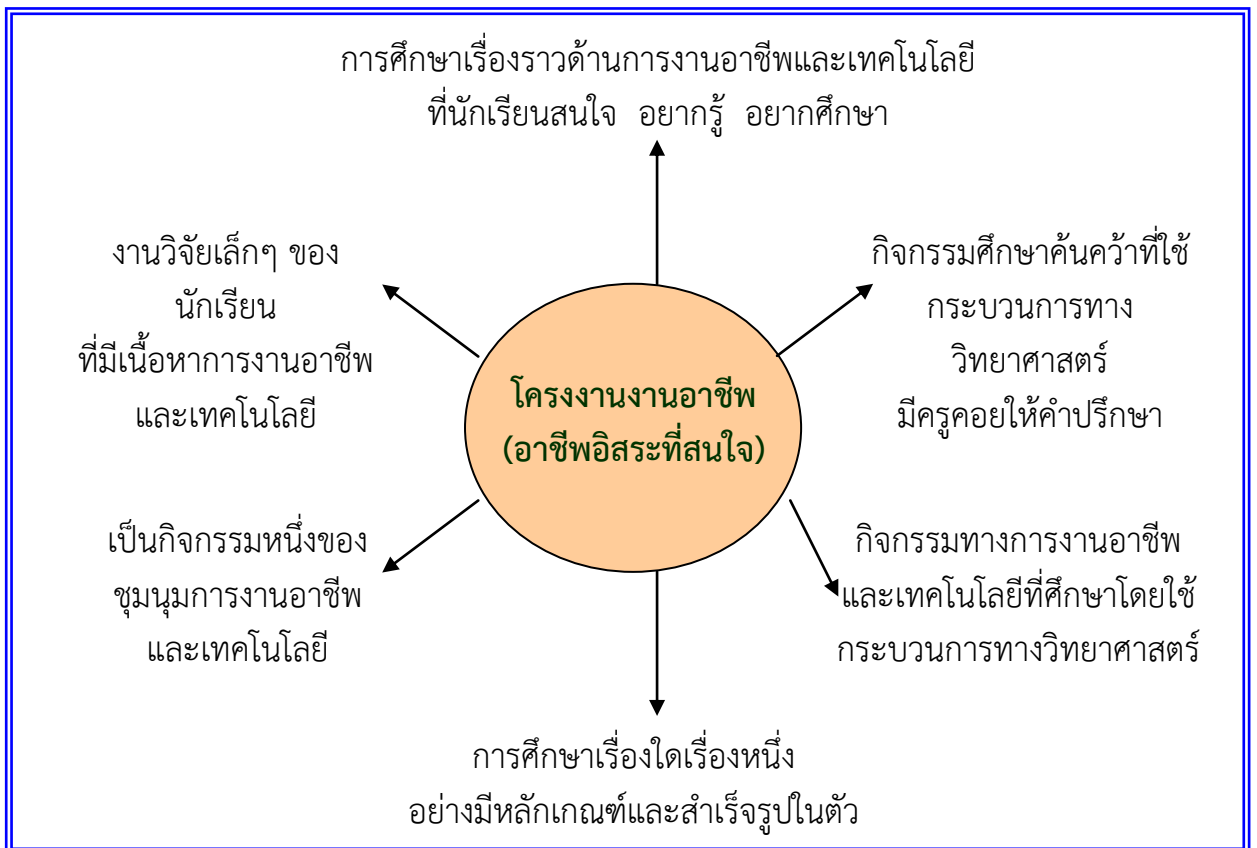 การศึกษาเรื่องราวด้านการงานอาชีพและเทคโนโลยี
ที่นักเรียนสนใจ อยากรู้ อยากศึกษา
งานวิจัยเล็กๆ ของ
นักเรียน
ที่มีเนื้อหาการงานอาชีพ
และเทคโนโลยี
กิจกรรมศึกษาค้นคว้าที่ใช้
กระบวนการทาง
วิทยาศาสตร์
มีครูคอยให้คำปรึกษา
โครงงานงานอาชีพ
(อาชีพอิสระที่สนใจ)
เป็นกิจกรรมหนึ่งของ
ชุมนุมการงานอาชีพ
และเทคโนโลยี
กิจกรรมทางการงานอาชีพ
และเทคโนโลยีที่ศึกษาโดยใช้
กระบวนการทางวิทยาศาสตร์
การศึกษาเรื่องใดเรื่องหนึ่ง
อย่างมีหลักเกณฑ์และสำเร็จรูปในตัว